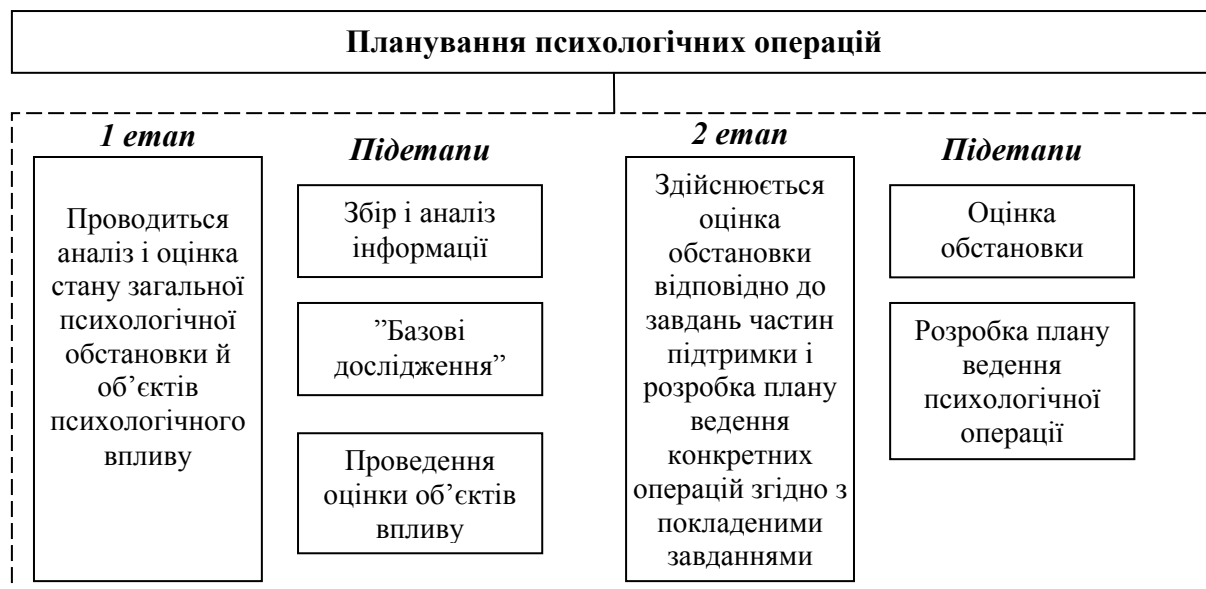 Планування психологічних операцій
1 етап
Проводиться
аналіз і оцінка
стану загальної
психологічної
обстановки й
об’єктів
психологічного
впливу
Підетапи
Збір і аналіз
інформації
”Базові
дослідження”
Проведення
оцінки об’єктів
впливу
2 етап
Здійснюється
оцінка
обстановки
відповідно до
завдань частин
підтримки і
розробка плану
ведення
конкретних
операцій згідно з
покладеними
завданнями
Підетапи
Оцінка
обстановки
Розробка плану
ведення
психологічної
операції